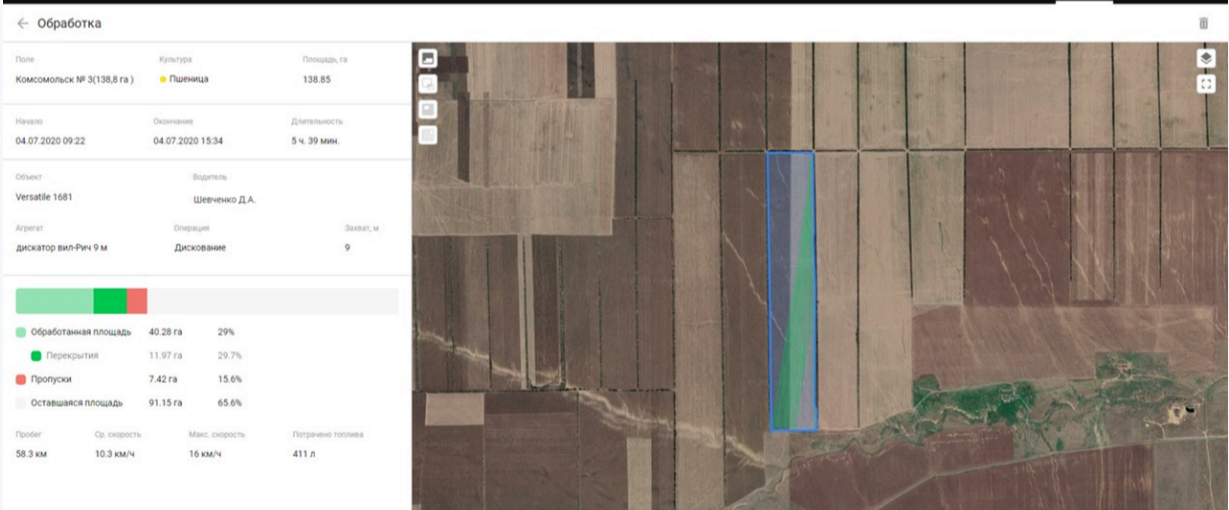 Обработка
Поле Культура Площадь, га
Комсомольск № 3(138,8 га ) Пшеница 138.85
Начало Окончание Длительность
04.07.2020 09:22 04.07.2020 15:34 5 ч. 39 мин.
Объект Водитель
Versatile 1681 Шевченко Д.А.
Агрегат Операция Захват, м
дискатор вил-Рич 9 м Дискование 9
Обработанная площадь 40.28 га 29%
Перекрытия 11.97 га 29.7%
Пропуски 7.42 га 15.6%
Оставшаяся площадь 91.15 га 65.6%
Пробег Ср. скорость Макс. скорость Потрачено топлива
58.3 км 10.3 км/ч 16 км/ч 411 л